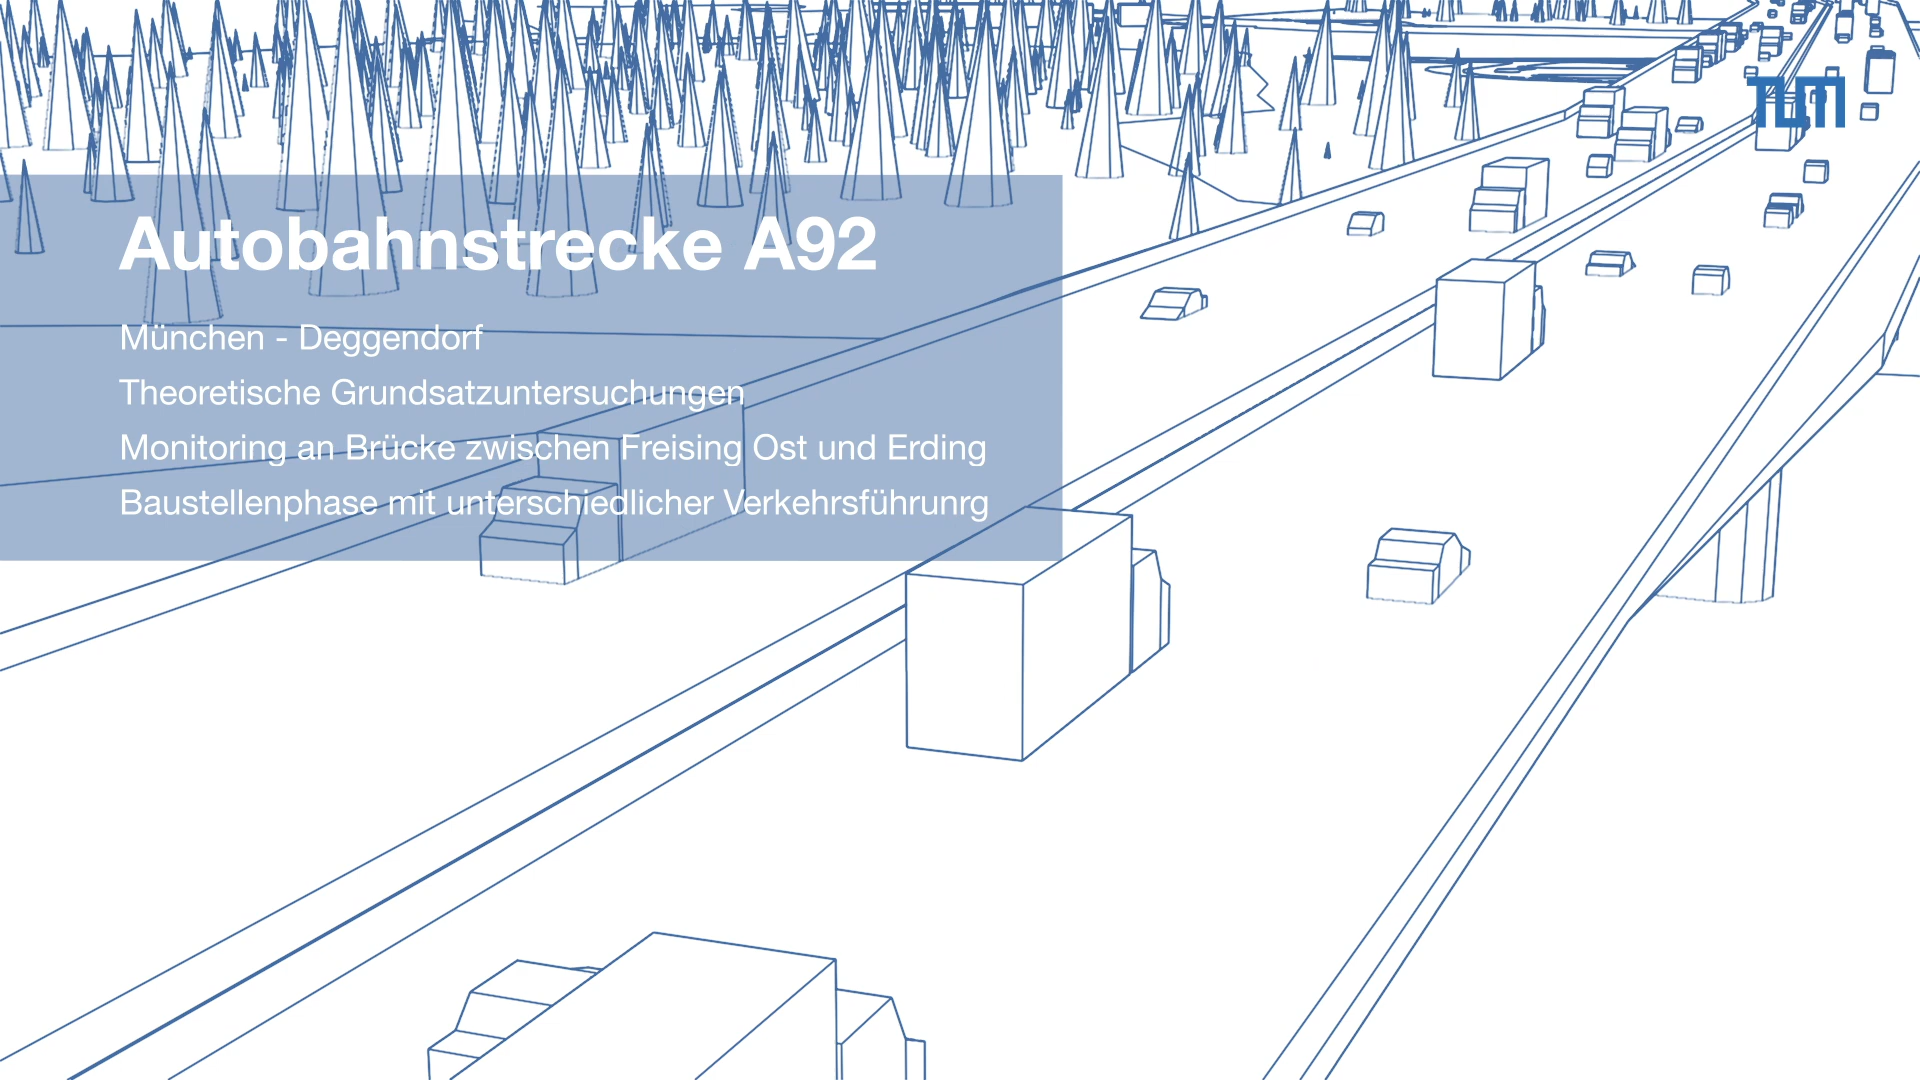 Autobahnstrecke A92
TUM
München - Deggendorf
Theoretische Grundsatzuntersuchungen
Monitoring an Brücke zwischen Freising Ost und Erding
Baustellenphase mit unterschiedlicher Verkehrsführunrg